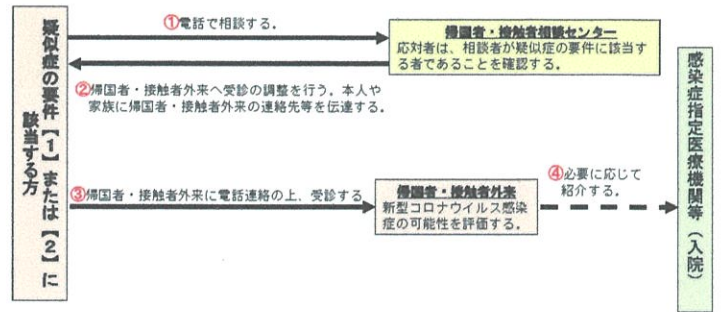 疑似症の要件【1】または【2】に
該当する方
①電話で相談する。
帰国者・接触者相談センター
応対者は、相談者が疑似症の要件に該当す
る者であることを確認する。
②帰国者・接触者外来へ受診の調整を行う。本人や
家族に帰国者・接触者外来の連絡先等を伝達する。
③帰国者・接触者外来に電話連絡の上、受診する
帰国者・接触者外来
新型コロナウイルス感染
症の可能性を評価する。
④必要に応じて
紹介する。
感染症指定医療機関等（入院）